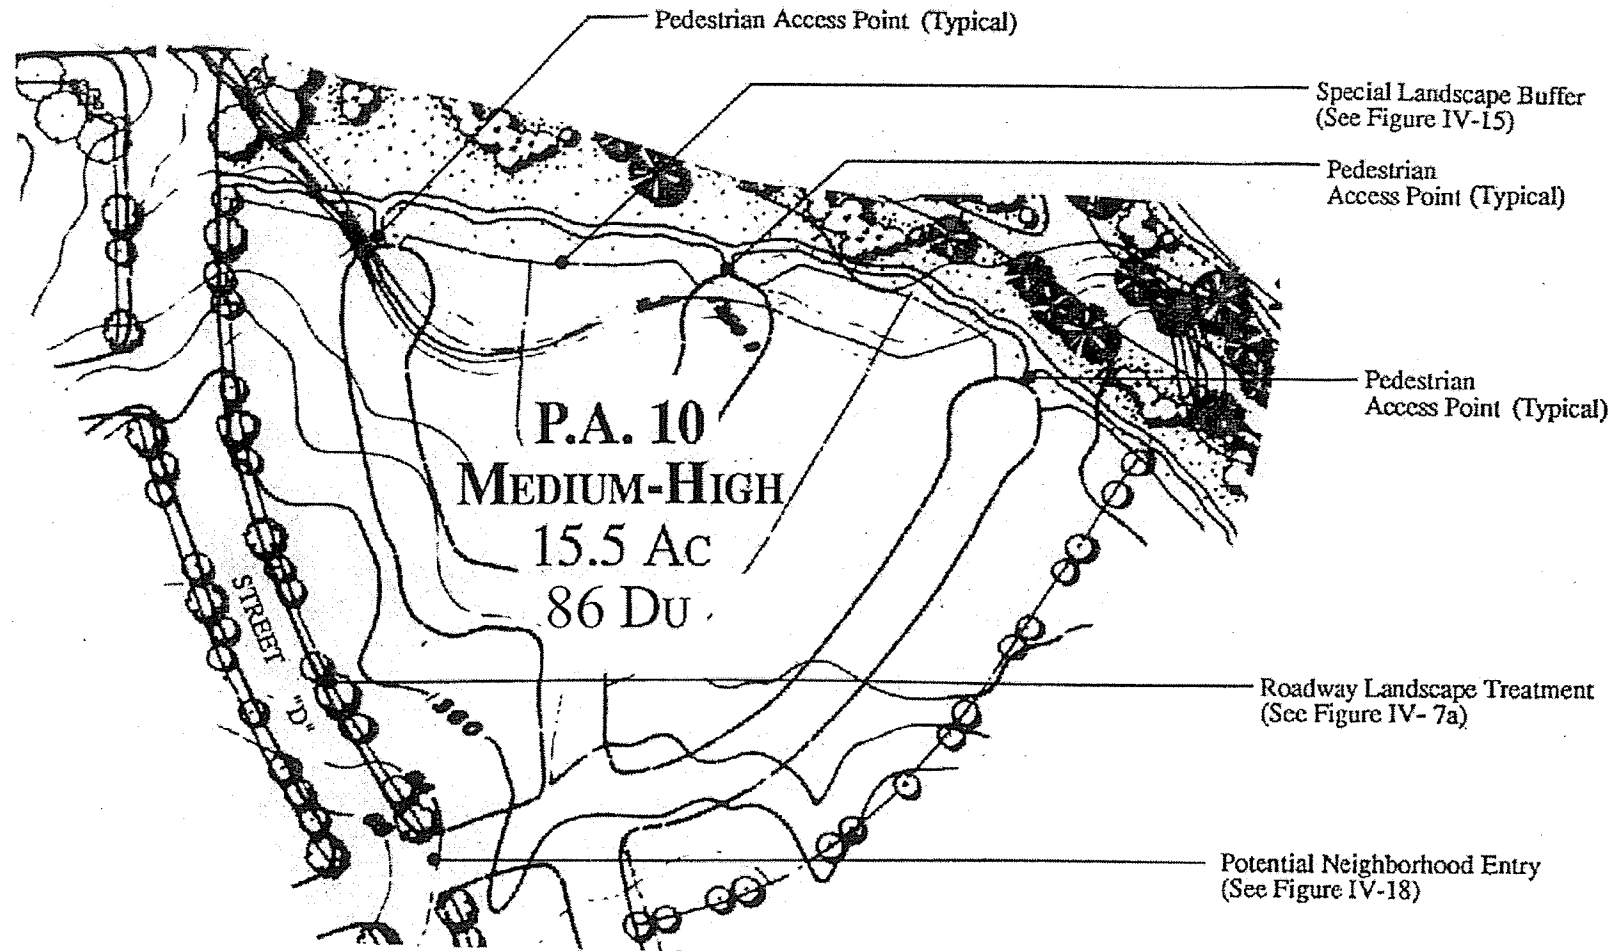 Pedestrian Access Point (Typical)
Special Landscape Buffer
(See Figure IV-15)
Pedestrian
Access Point (Typical)
Pedestrian
Access Point (Typical)
P.A. 10
MEDIUM-HIGH
15.5 AC
86 DU
STREET
"D"
Roadway Landscape Treatment
(See Figure IV- 7a)
Potential Neighborhood Entry
(See Figure IV-18)